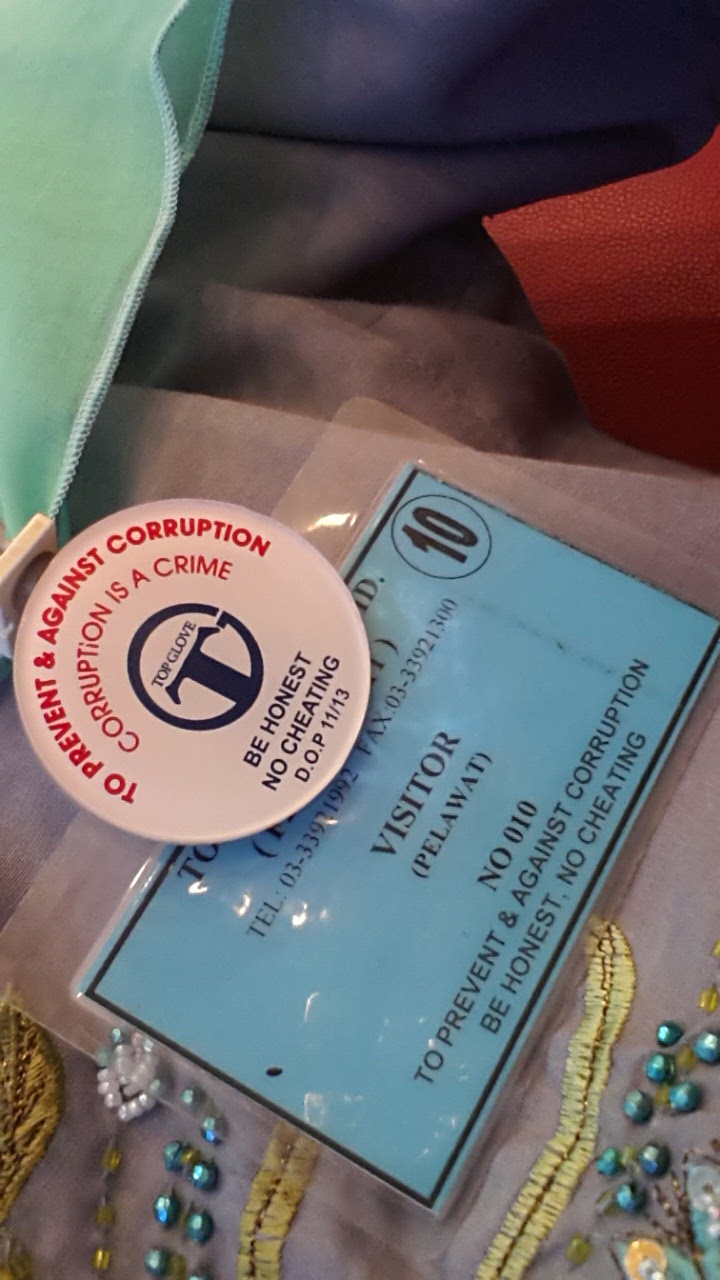 TO PREVENT & AGAINST CORRUPTION
CORRUPTiON IS A CRIME
TOP GLOVE
BE HONEST
NO CHEATING
D.O.P 11/13
10
TEL: 03-33921992 FAX:03-33921300
VISITOR
(PELAWAT)
NO 010
TO PREVENT & AGAINST CORRUPTION
BE HONEST, NO CHEATING